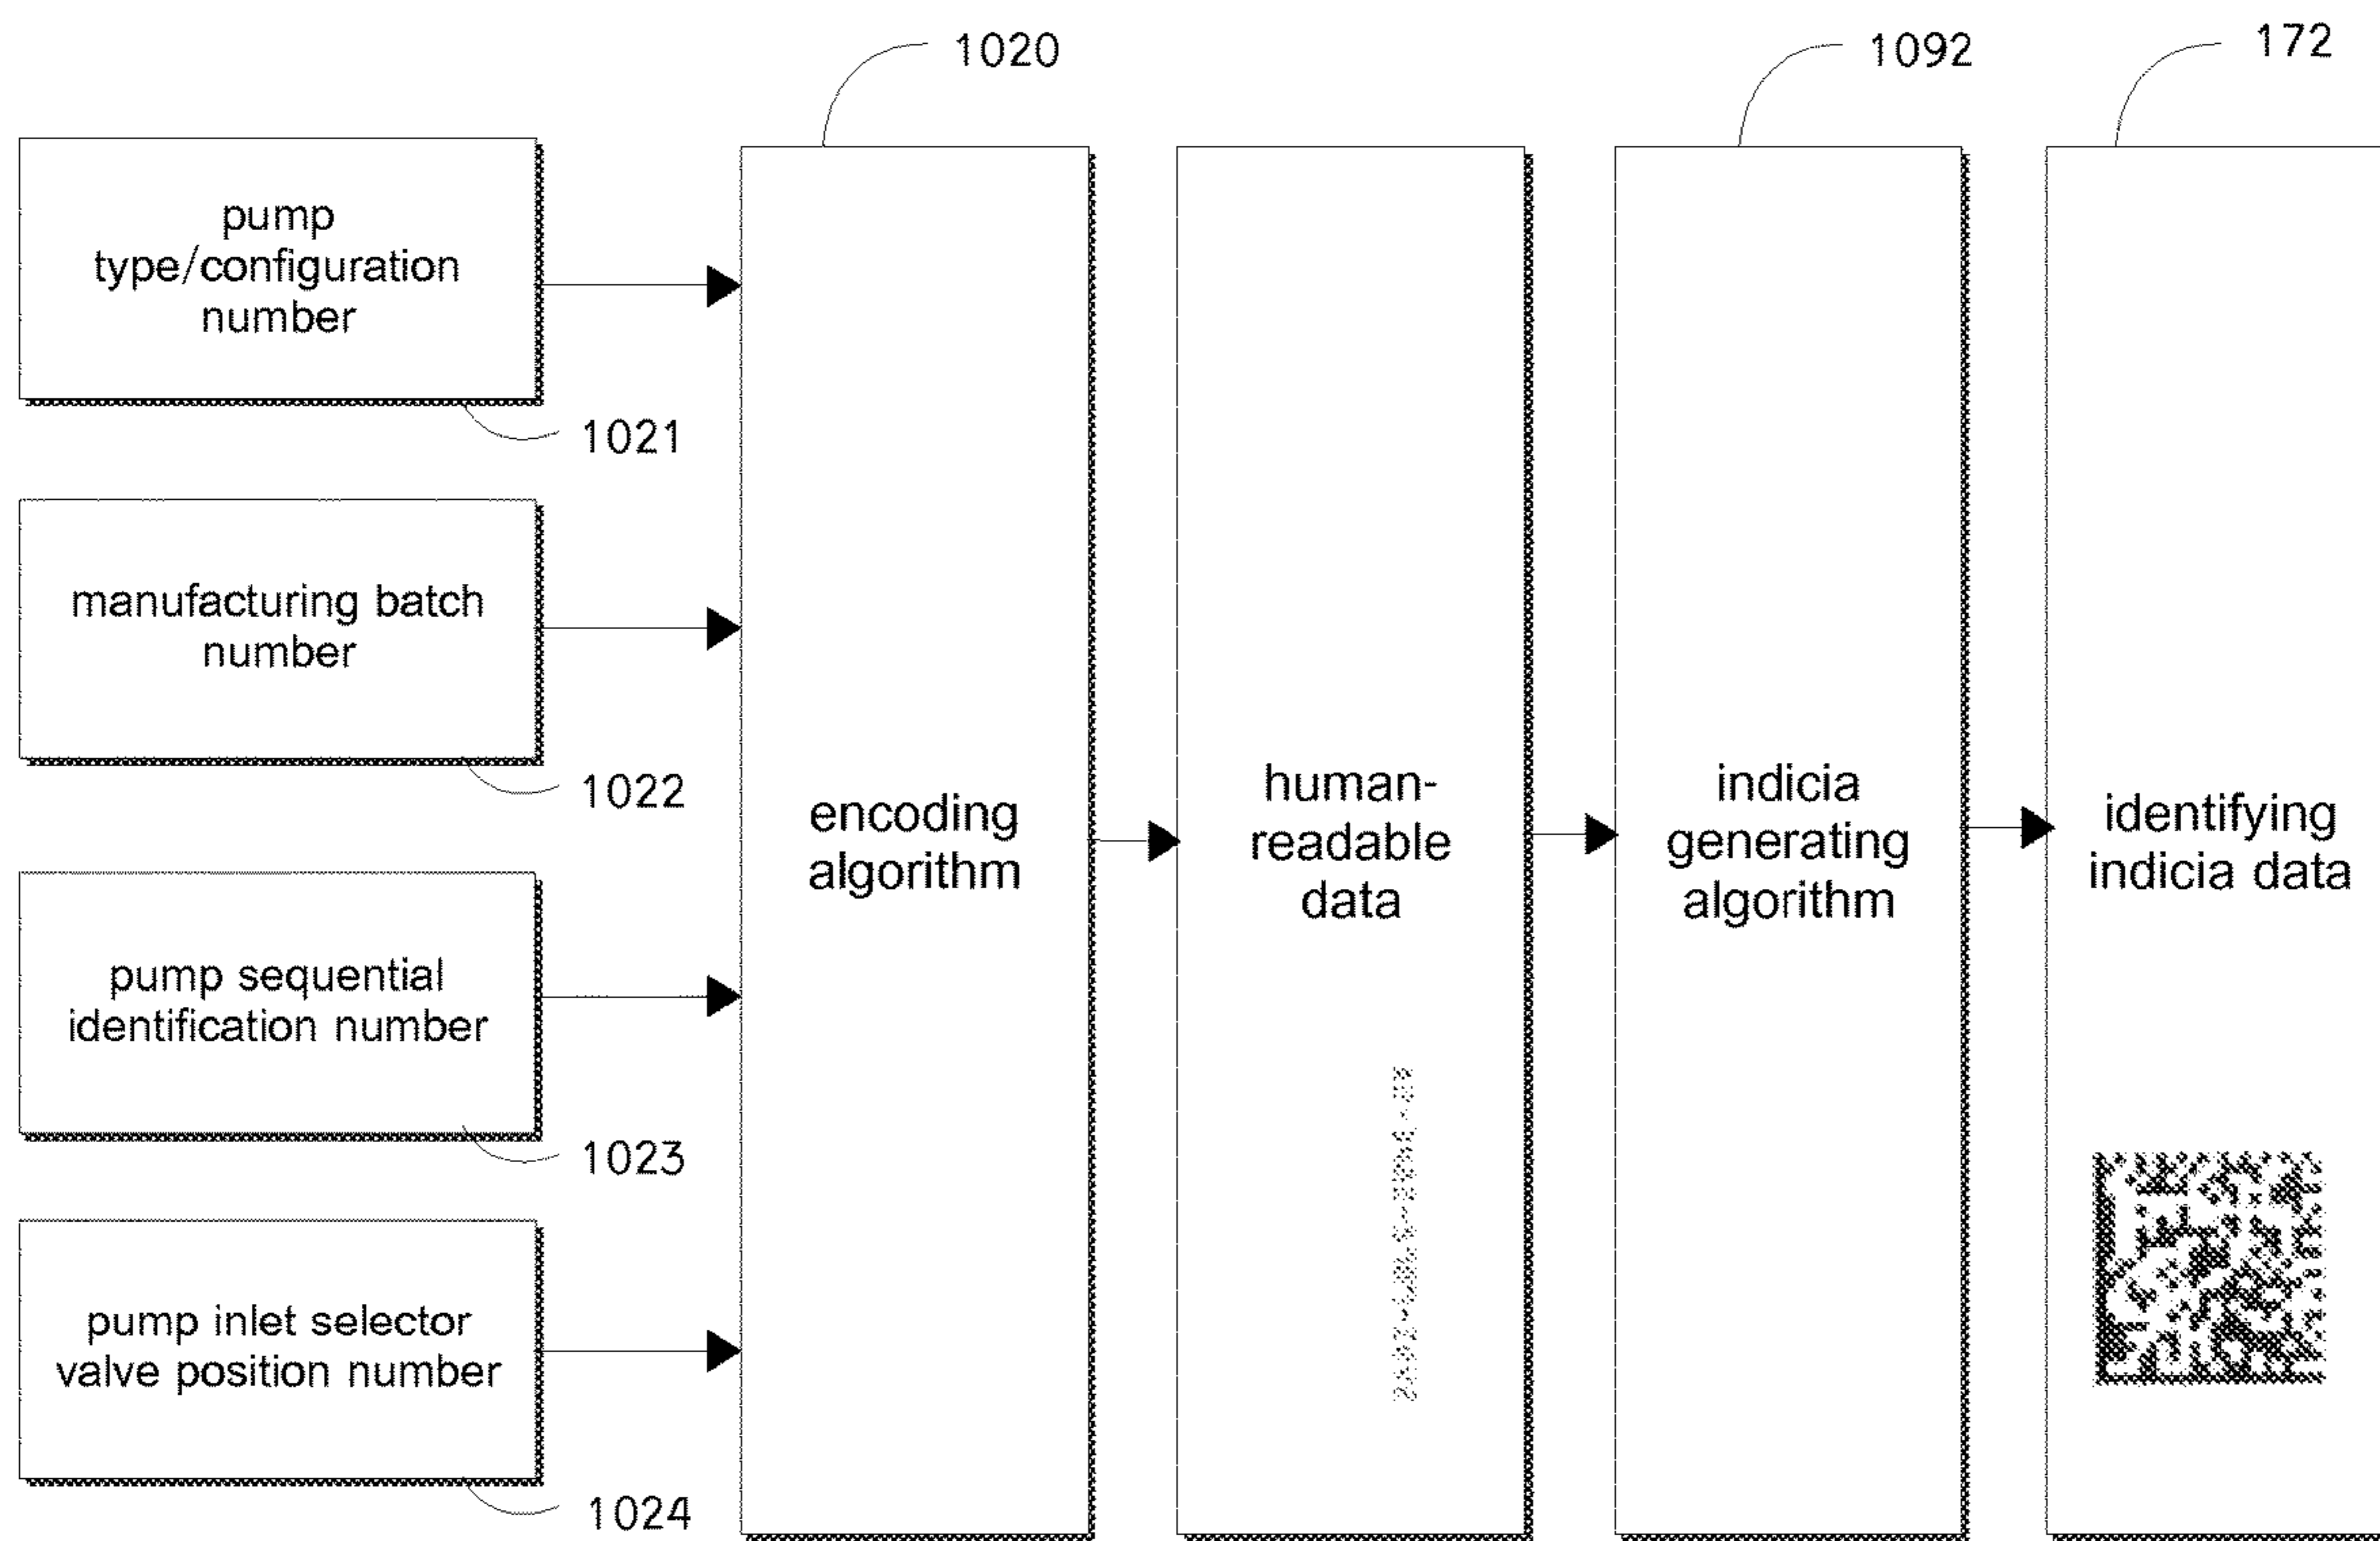 1020
1092
172
pump
type/configuration
number
1021
manufacturing batch
number
1022
pump sequential
identification number
1023
pump inlet selector
valve position number
1024
encoding
algorithm
human-
readable
data
indicia
generating
algorithm
identifying
indicia data